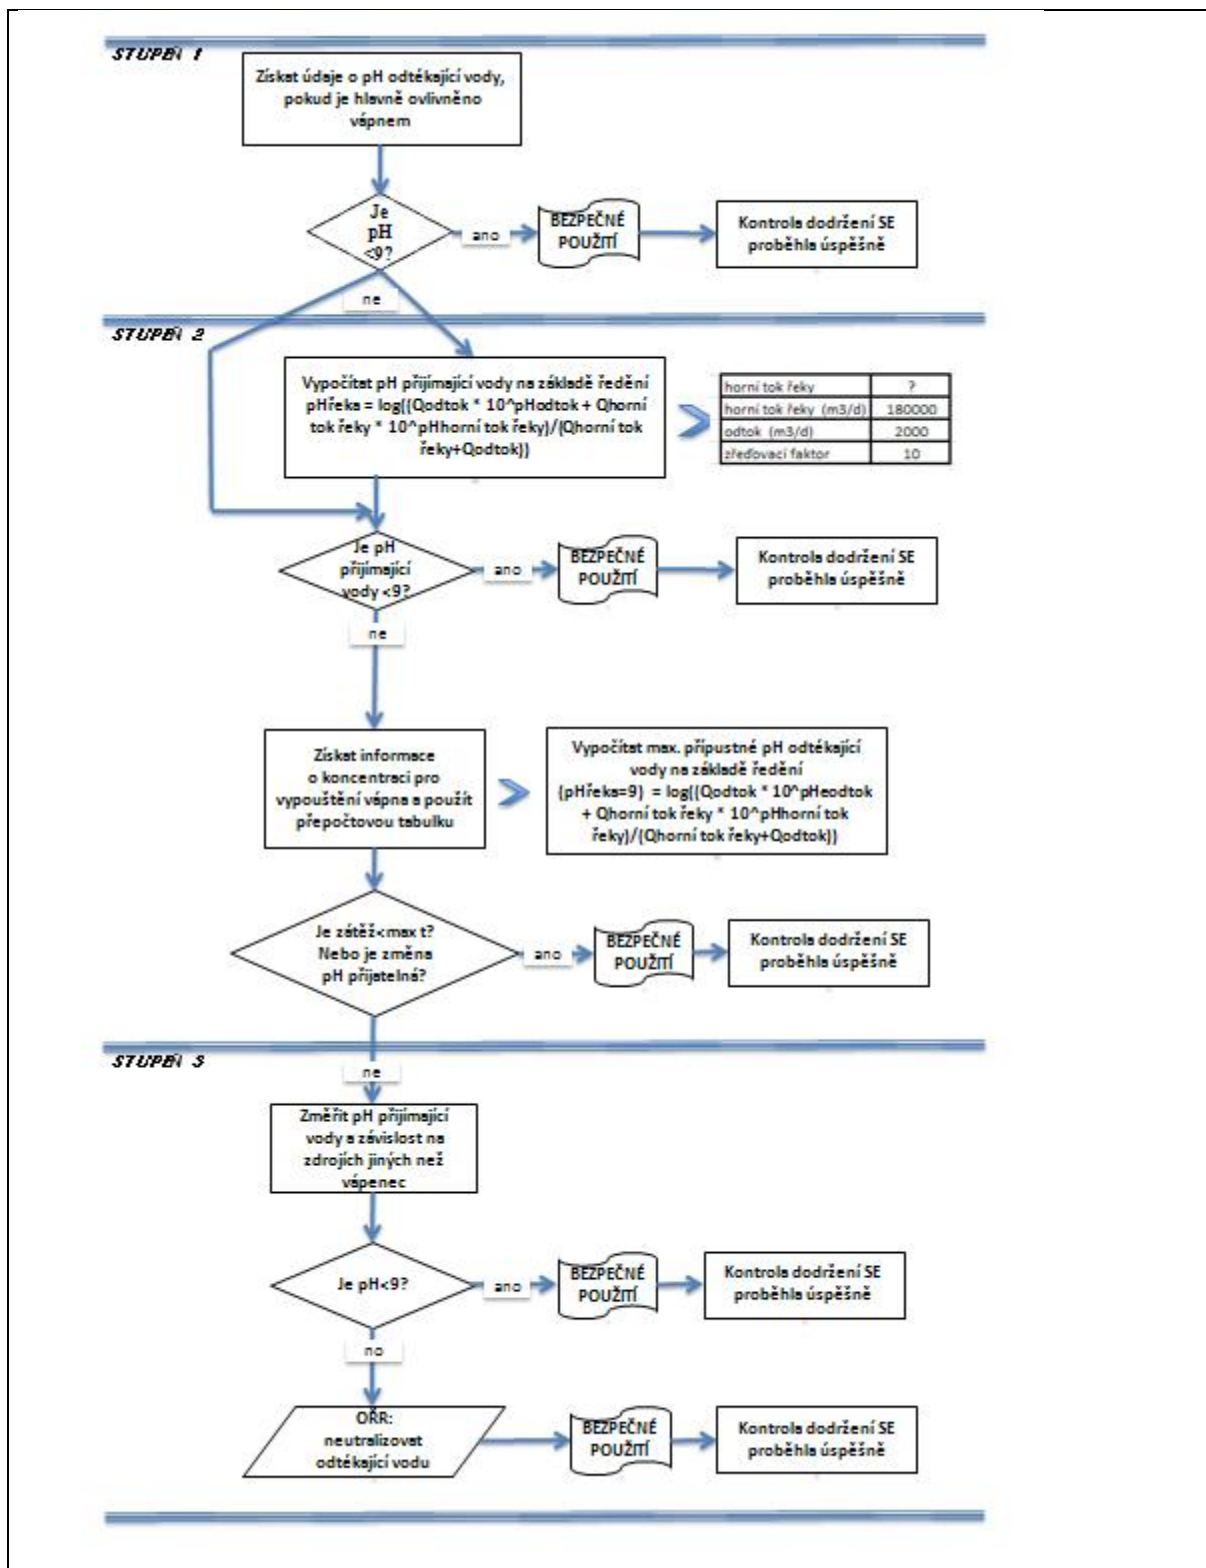 STUPEŇ 1
Získat údaje o pH odtékající vody,
pokud je hlavně ovlivněno
vápnem
Je
pH
<9?
ano
BEZPEČNÉ
POUŽITÍ
Kontrola dodržení SE
proběhla úspěšně
ne
STUPEŇ 2
Vypočítat pH přijímající vody na základě ředění
pHřeka = log((Qodtok * 10^pHodtok + Qhorní
tok řeky * 10^pHhorní tok řeky)/(Qhorní tok
řeky+Qodtok))
horní tok řeky ?
horní tok řeky (m3/d) 180000
odtok (m3/d) 2000
zřeďovací faktor 10
Je pH
přijímající
vody <9?
ano
BEZPEČNÉ
POUŽITÍ
Kontrola dodržení SE
proběhla úspěšně
ne
Získat informace
o koncentraci pro
vypouštění vápna a použít
přepočtovou tabulku
Vypočítat max. přípustné pH odtékající
vody na základě ředění
(pHřeka=9) = log((Qodtok * 10^pHeodtok
+ Qhorní tok řeky * 10^pHhorní tok
řeky)/(Qhorní tok řeky+Qodtok))
Je zátěž<max t?
Nebo je změna
pH přijatelná?
ano
BEZPEČNÉ
POUŽITÍ
Kontrola dodržení SE
proběhla úspěšně
STUPEŇ 3
ne
Změřit pH přijímající
vody a závislost na
zdrojích jiných než
vápenec
Je pH<9?
ano
BEZPEČNÉ
POUŽITÍ
Kontrola dodržení SE
proběhla úspěšně
no
OŘR:
neutralizovat
odtékající vodu
BEZPEČNÉ
POUŽITÍ
Kontrola dodržení SE
proběhla úspěšně